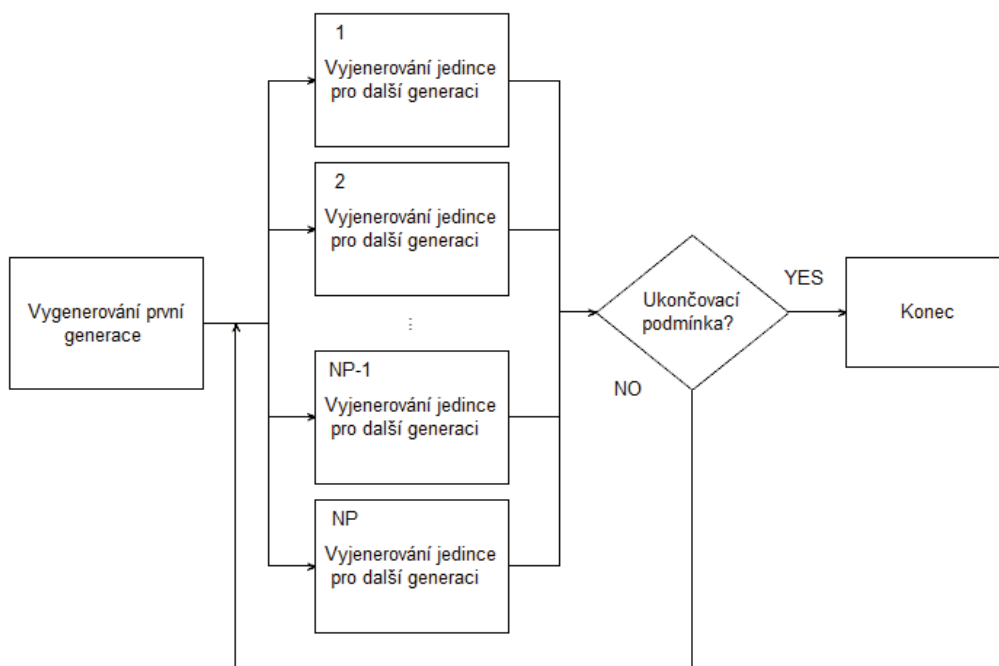 Vygenerování první
generace
1
Vyjenerování jedince
pro další generaci
2
Vyjenerování jedince
pro další generaci
...
NP-1
Vyjenerování jedince
pro další generaci
NP
Vyjenerování jedince
pro další generaci
Ukončovací
podmínka?
YES
NO
Konec